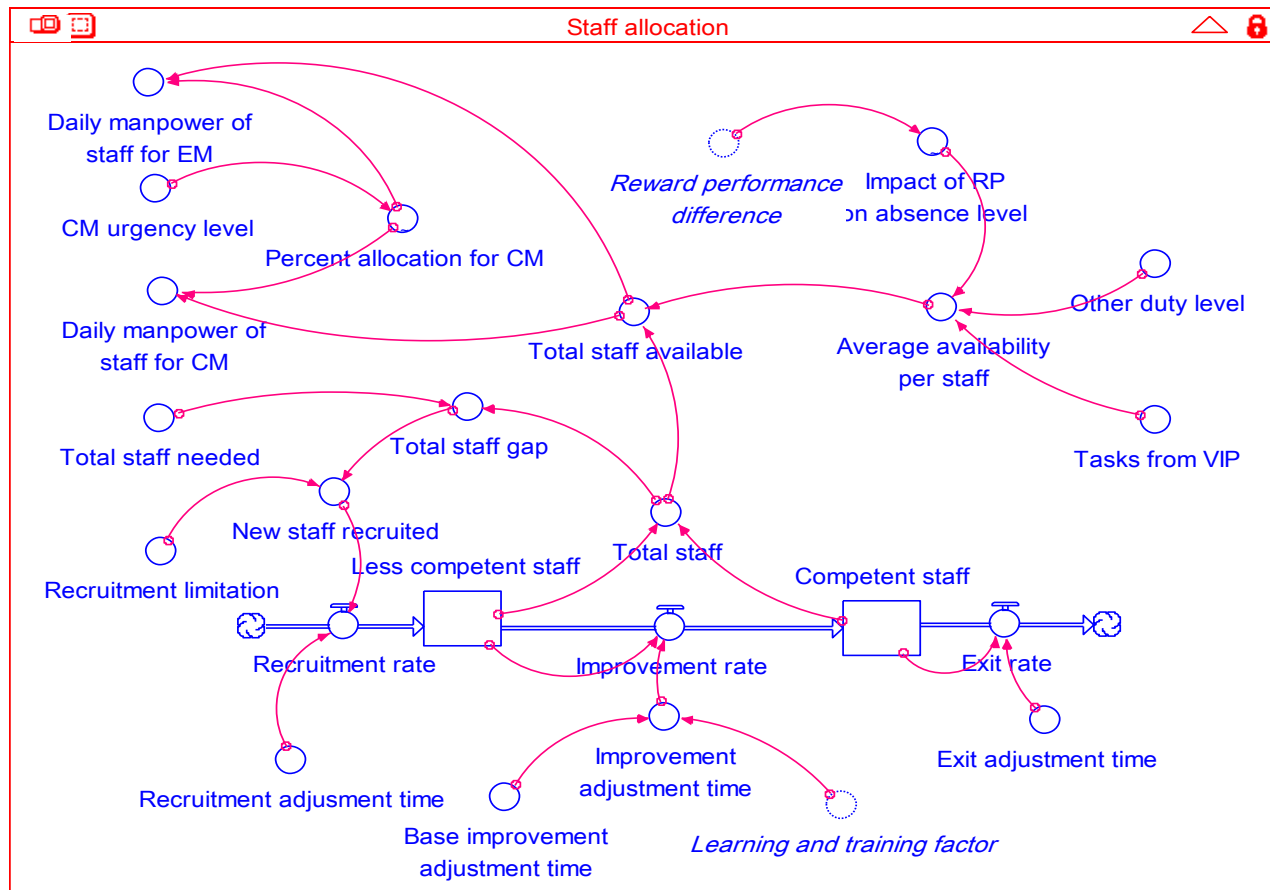 Staff allocation
Daily manpower of
staff for EM
Reward performance
difference
Impact of RP
on absence level
CM urgency level
Percent allocation for CM
Other duty level
Daily manpower of
staff for CM
Total staff available
Average availability
per staff
Total staff needed
Total staff gap
Tasks from VIP
New staff recruited
Total staff
Recruitment limitation
Less competent staff
Competent staff
Recruitment rate
Improvement rate
Exit rate
Improvement
adjustment time
Exit adjustment time
Recruitment adjusment time
Base improvement
adjustment time
Learning and training factor